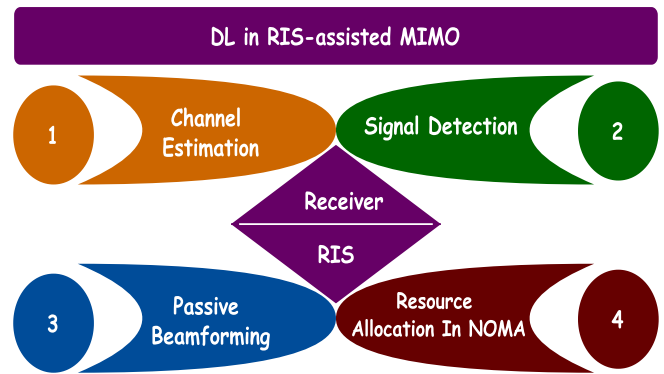 DL in RIS-assisted MIMO
1
Channel
Estimation
Signal Detection
2
Receiver
RIS
3
Passive
Beamforming
Resource
Allocation In NOMA
4